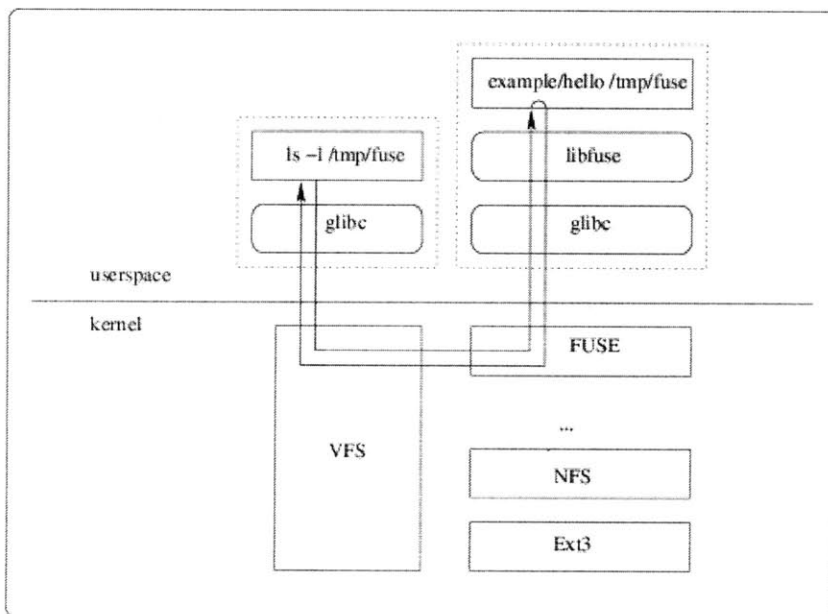 example/hello /tmp/fuse
ls -l /tmp/fuse
libfuse
glibc
glibc
userspace
kernel
FUSE
...
VFS
NFS
Ext3